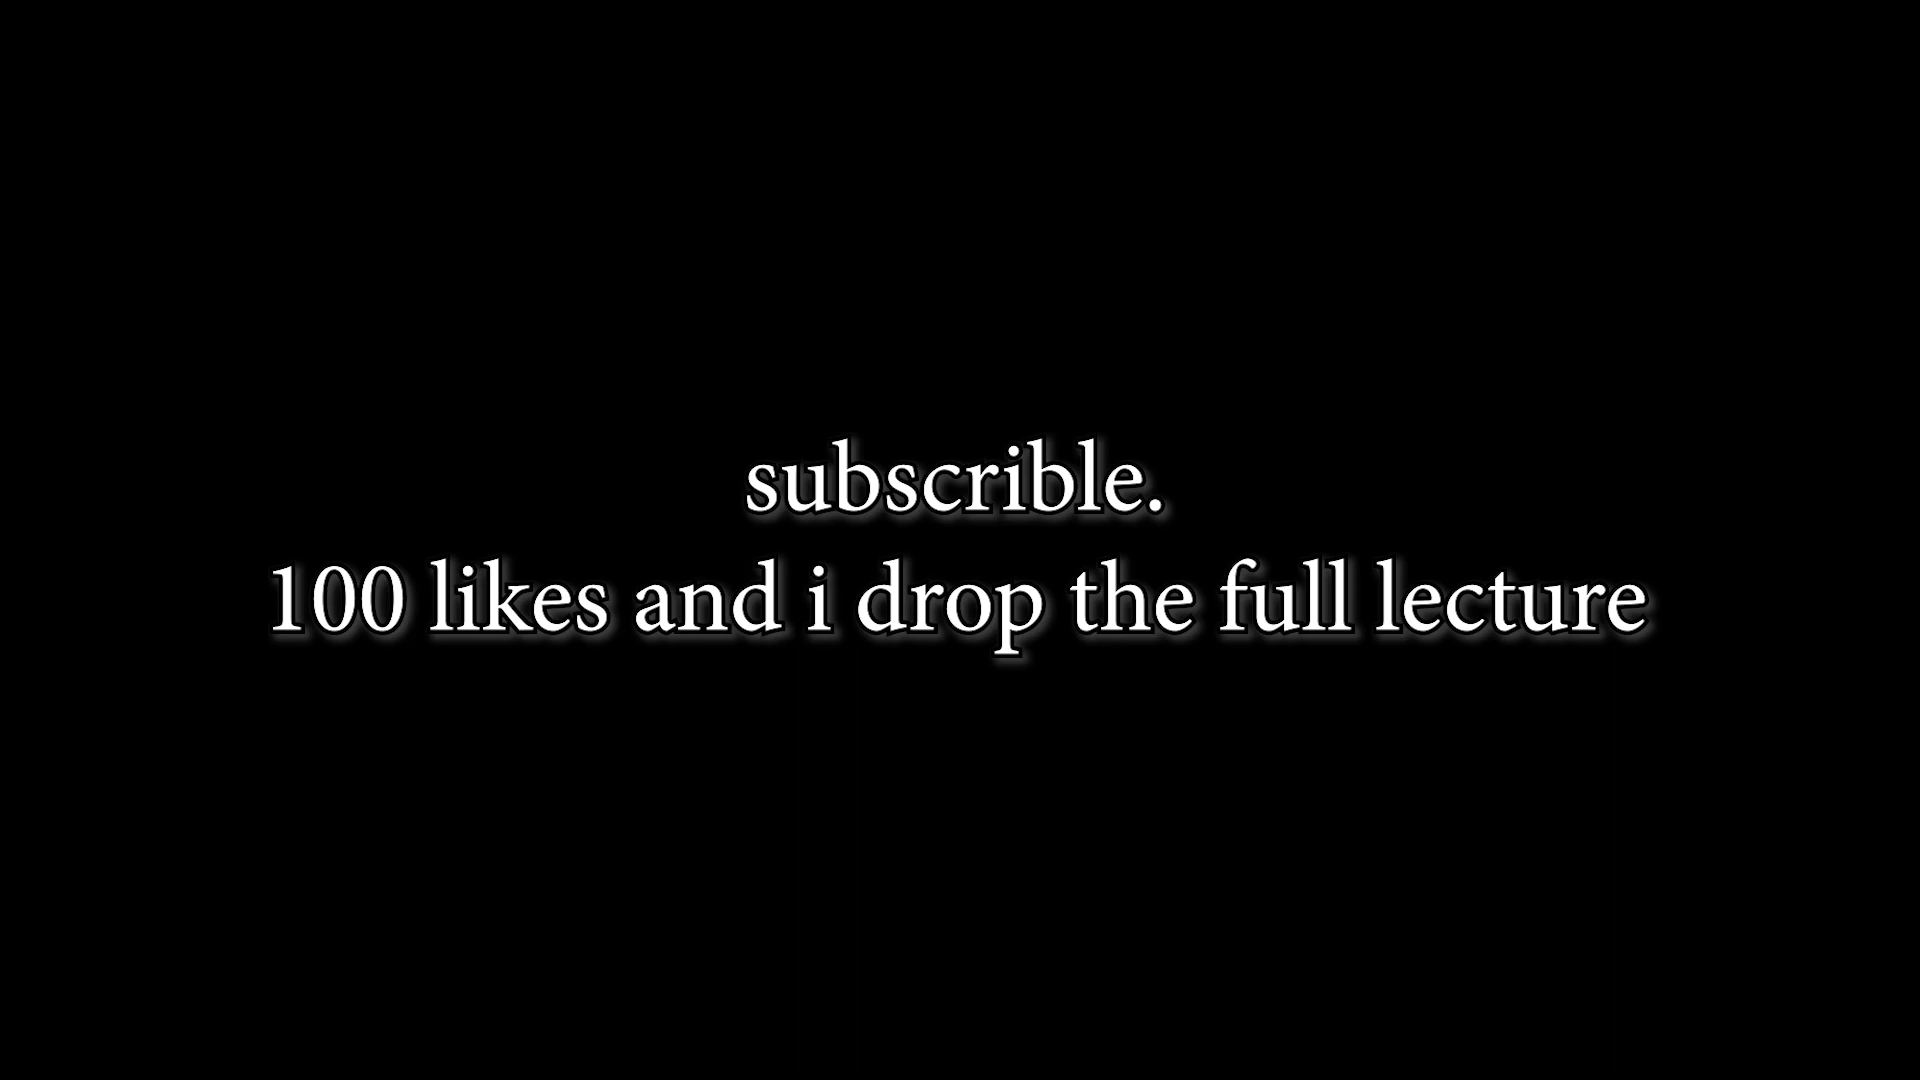 subscrible.
100 likes and i drop the full lecture